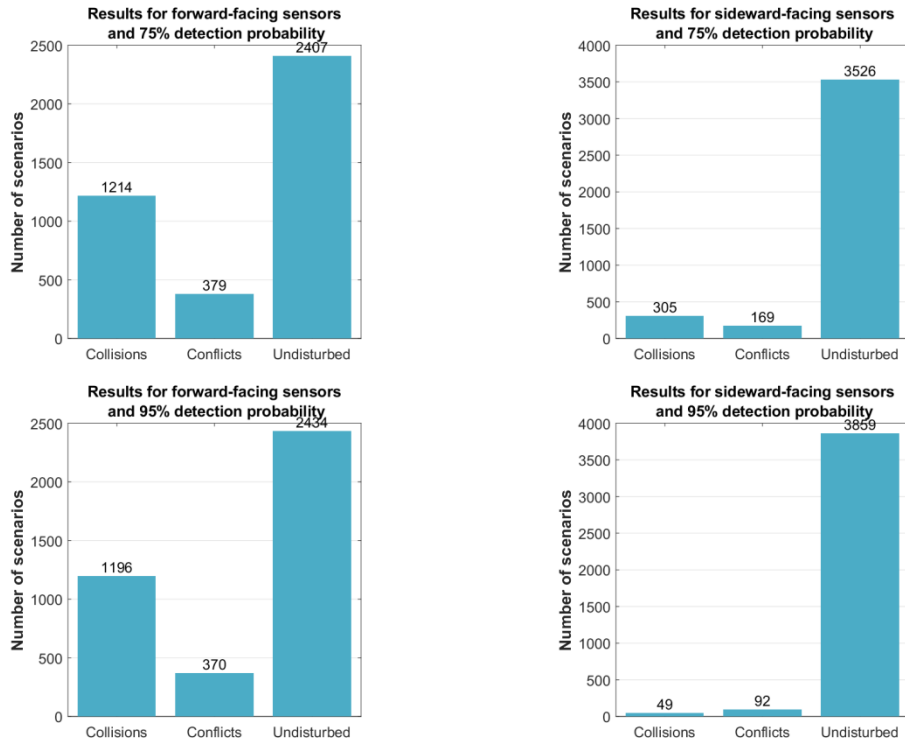 Results for forward-facing sensors
and 75% detection probability
Number of scenarios
2500
2000
1500
1000
500
0
1214
379
2407
Collisions
Conflicts
Undisturbed
Results for sideward-facing sensors
and 75% detection probability
Number of scenarios
4000
3500
3000
2500
2000
1500
1000
500
0
305
169
3526
Collisions
Conflicts
Undisturbed
Results for forward-facing sensors
and 95% detection probability
Number of scenarios
2500
2000
1500
1000
500
0
1196
370
2434
Collisions
Conflicts
Undisturbed
Results for sideward-facing sensors
and 95% detection probability
Number of scenarios
4000
3500
3000
2500
2000
1500
1000
500
0
49
92
3859
Collisions
Conflicts
Undisturbed